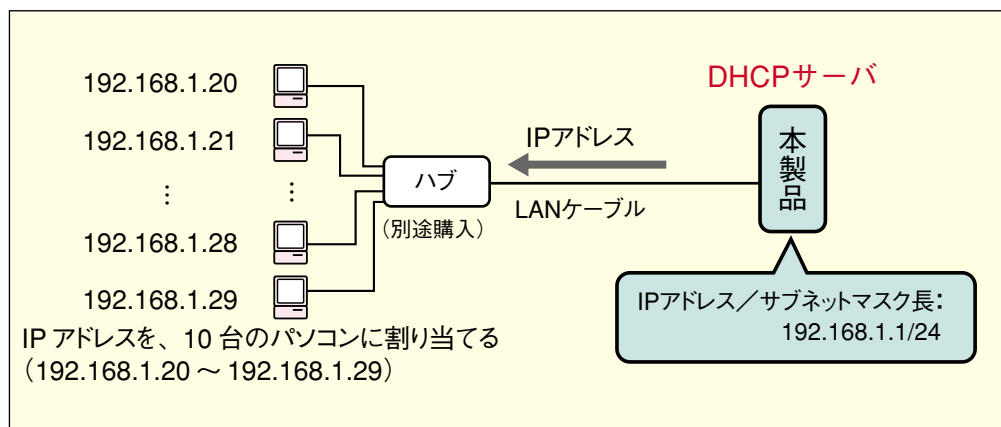 192.168.1.20
192.168.1.21
⋮
⋮
192.168.1.28
192.168.1.29
ハブ
(別途購入)
IPアドレス
LANケーブル
DHCPサーバ
本製品
IPアドレス／サブネットマスク長：
192.168.1.1/24
IP アドレスを、10 台のパソコンに割り当てる
（192.168.1.20 ～ 192.168.1.29）